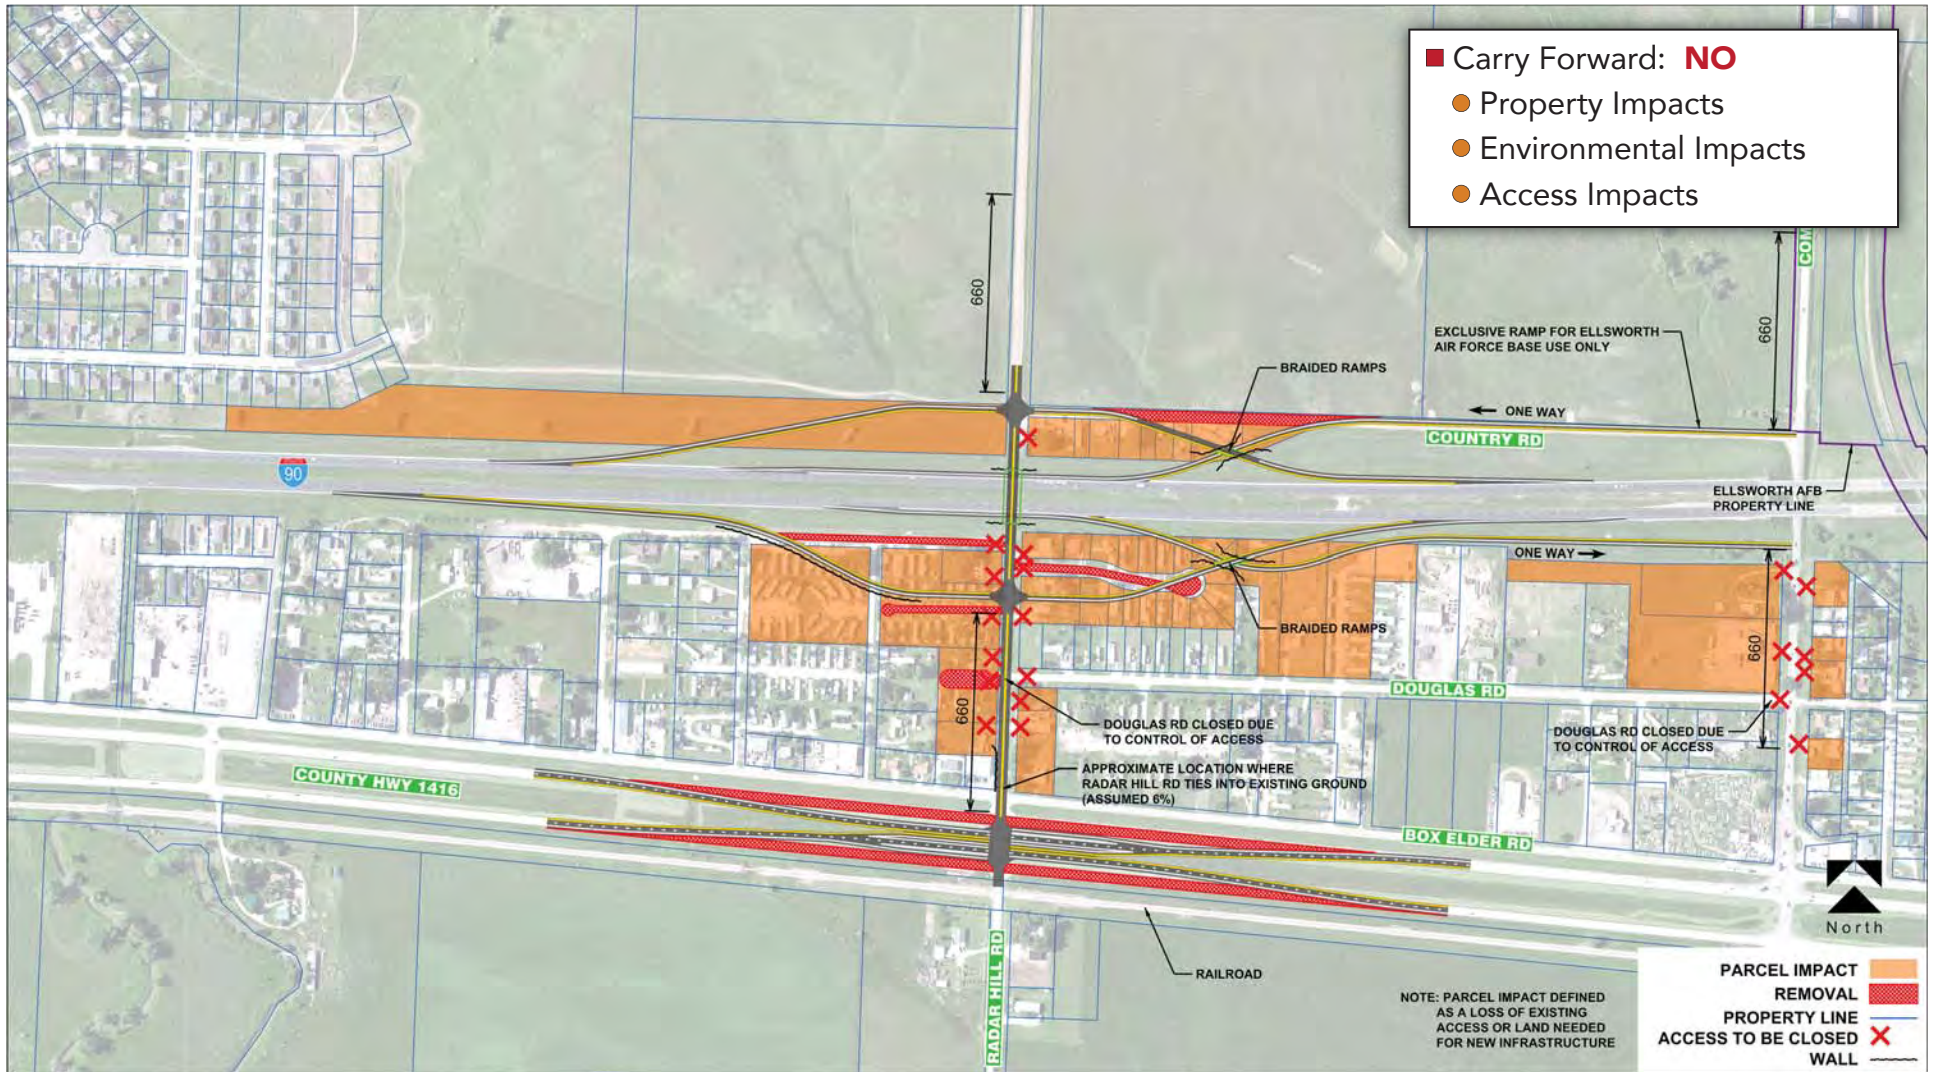 Carry Forward: NO
Property Impacts
Environmental Impacts
Access Impacts
COM
660
660
EXCLUSIVE RAMP FOR ELLSWORTH
AIR FORCE BASE USE ONLY
BRAIDED RAMPS
ONE WAY
COUNTRY RD
90
ELLSWORTH AFB
PROPERTY LINE
ONE WAY
BRAIDED RAMPS
660
660
DOUGLAS RD
DOUGLAS RD CLOSED DUE
TO CONTROL OF ACCESS
DOUGLAS RD CLOSED DUE
TO CONTROL OF ACCESS
APPROXIMATE LOCATION WHERE
RADAR HILL RD TIES INTO EXISTING GROUND
(ASSUMED 6%)
COUNTY HWY 1416
BOX ELDER RD
North
RADAR HILL RD
RAILROAD
NOTE: PARCEL IMPACT DEFINED
AS A LOSS OF EXISTING
ACCESS OR LAND NEEDED
FOR NEW INFRASTRUCTURE
PARCEL IMPACT
REMOVAL
PROPERTY LINE
ACCESS TO BE CLOSED
WALL